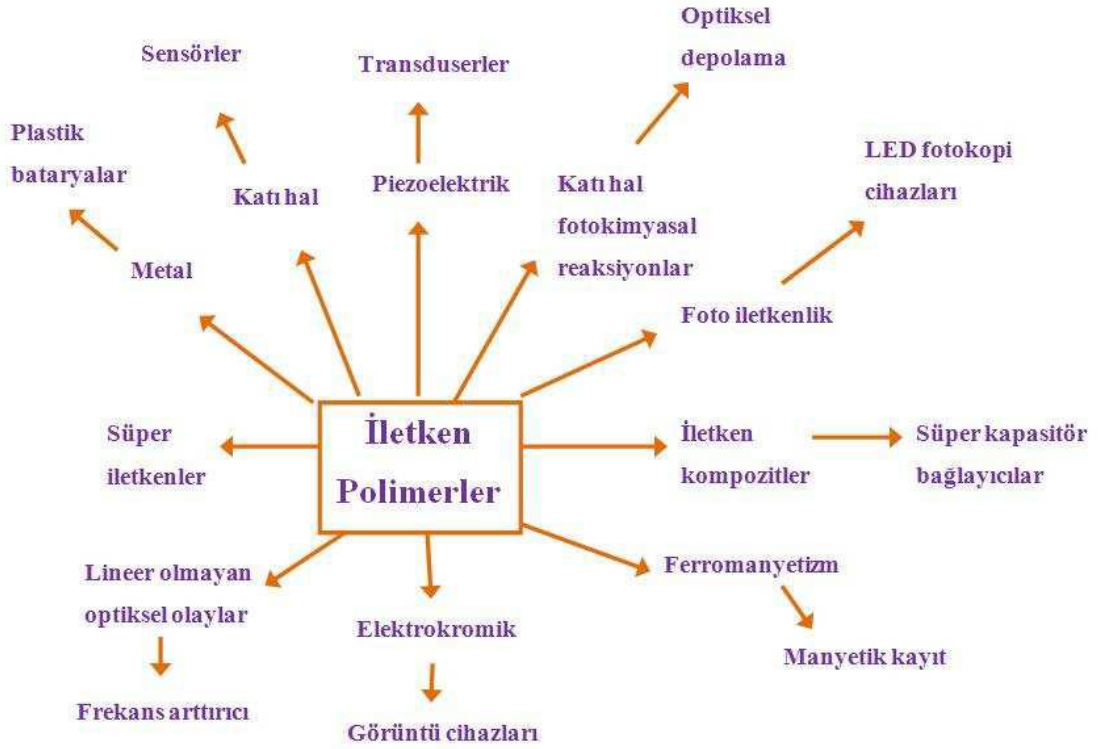 Optiksel
depolama
Sensörler
Transduserler
Plastik
bataryalar
LED fotokopi
cihazları
Katı hal
Piezoelektrik
Katı hal
fotokimyasal
reaksiyonlar
Metal
Foto iletkenlik
Süper
iletkenler
İletken
Polimerler
İletken
kompozitler
Süper kapasitör
bağlayıcılar
Lineer olmayan
optiksel olaylar
Ferromanyetizm
Elektrokromik
Manyetik kayıt
Frekans arttırıcı
Görüntü cihazları